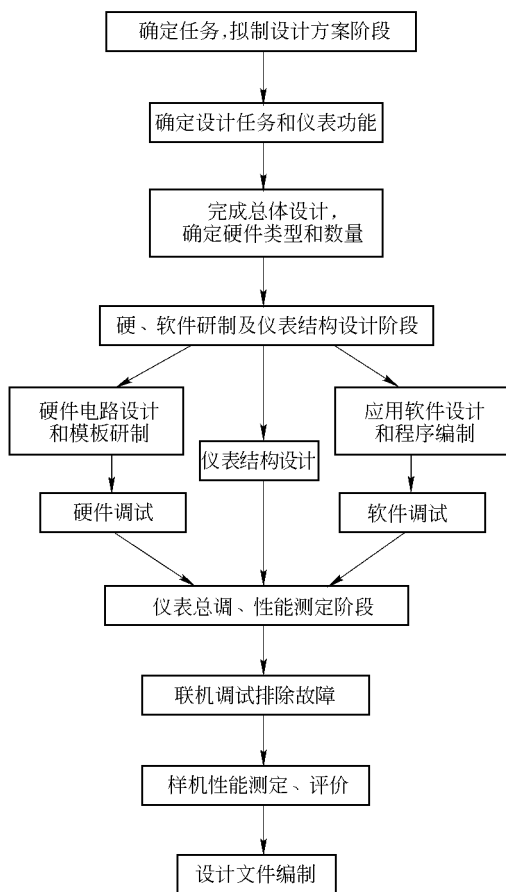 确定任务,拟制设计方案阶段
确定设计任务和仪表功能
完成总体设计,
确定硬件类型和数量
硬、软件研制及仪表结构设计阶段
硬件电路设计
和模板研制
仪表结构设计
应用软件设计
和程序编制
硬件调试
软件调试
仪表总调、性能测定阶段
联机调试排除故障
样机性能测定、评价
设计文件编制